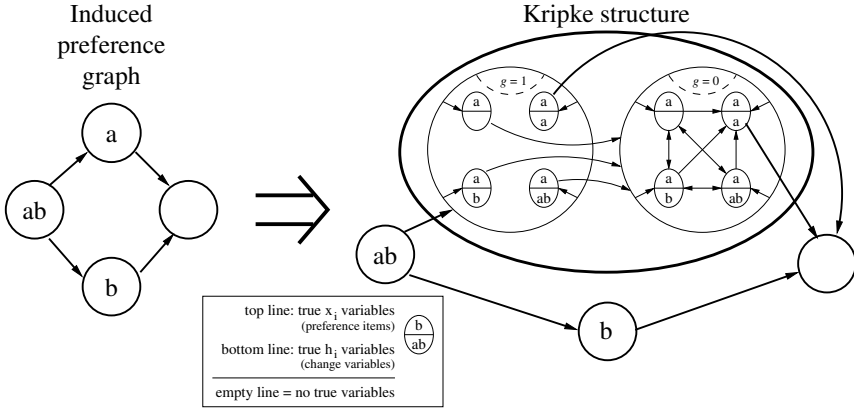 Induced
preference
graph
a
ab
b
Kripke structure
g = 1
g = 0
a
a
a
a
b
a
ab
a
a
a
a
b
a
ab
ab
b
top line: true x_i variables
(preference items)
bottom line: true h_i variables
(change variables)
empty line = no true variables
b
ab